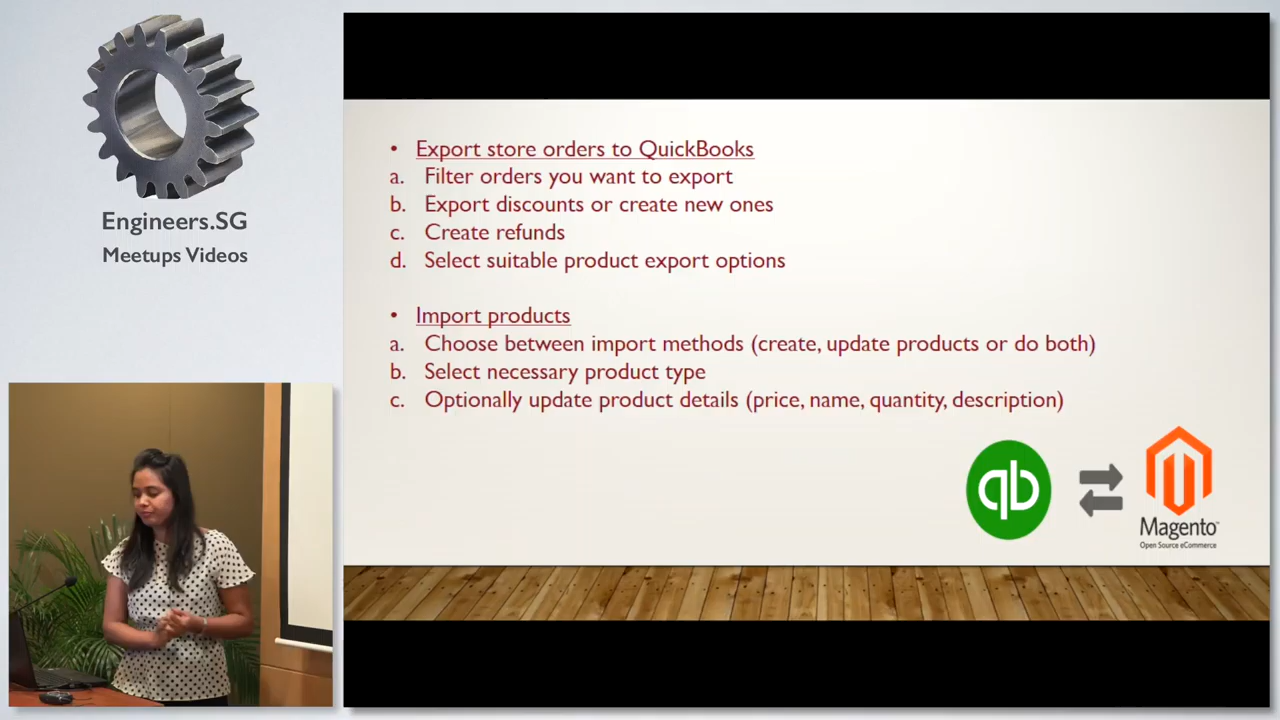 Engineers.SG
Meetups Videos
• Export store orders to QuickBooks
a. Filter orders you want to export
b. Export discounts or create new ones
c. Create refunds
d. Select suitable product export options
• Import products
a. Choose between import methods (create, update products or do both)
b. Select necessary product type
c. Optionally update product details (price, name, quantity, description)
qb
Magento
Open Source eCommerce